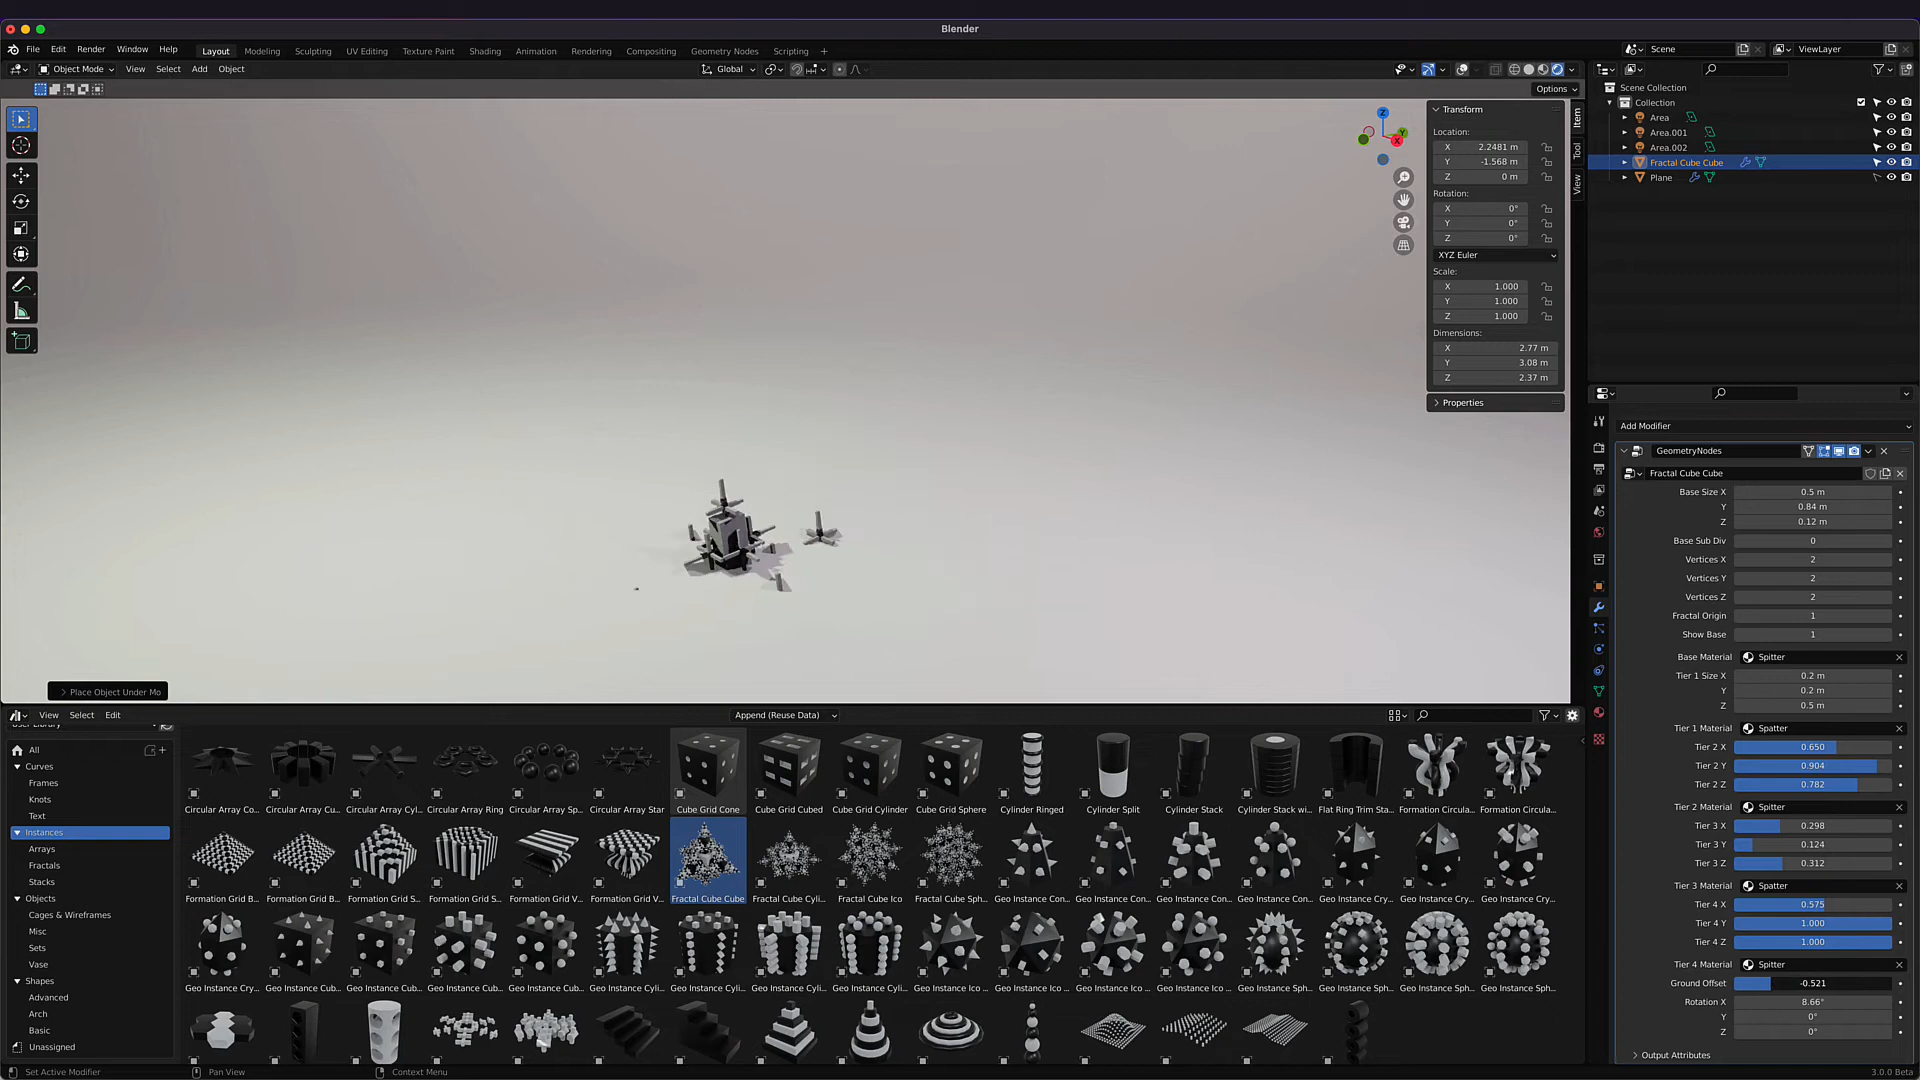 Blender
File Edit Render Window Help Layout Modeling Sculpting UV Editing Texture Paint Shading Animation Rendering Compositing Geometry Nodes Scripting + Scene ViewLayer
Object Mode View Select Add Object Global
Options
Transform
Location:
X 2.2481 m
Y -1.568 m
Z 0 m
Rotation:
X 0°
Y 0°
Z 0°
XYZ Euler
Scale:
X 1.000
Y 1.000
Z 1.000
Dimensions:
X 2.77 m
Y 3.08 m
Z 2.37 m
Properties
Item
Tool
View
Z
Y
X
Scene Collection
Collection
Area
Area.001
Area.002
Fractal Cube Cube
Plane
Add Modifier
GeometryNodes
Fractal Cube Cube
Base Size X 0.5 m
Y 0.84 m
Z 0.12 m
Base Sub Div 0
Vertices X 2
Vertices Y 2
Vertices Z 2
Fractal Origin 1
Show Base 1
Base Material Spitter
Tier 1 Size X 0.2 m
Y 0.2 m
Z 0.5 m
Tier 1 Material Spatter
Tier 2 X 0.650
Tier 2 Y 0.904
Tier 2 Z 0.782
Tier 2 Material Spitter
Tier 3 X 0.298
Tier 3 Y 0.124
Tier 3 Z 0.312
Tier 3 Material Spatter
Tier 4 X 0.575
Tier 4 Y 1.000
Tier 4 Z 1.000
Tier 4 Material Spitter
Ground Offset -0.521
Rotation X 8.66°
Y 0°
Z 0°
Output Attributes
Place Object Under Mo
View Select Edit Append (Reuse Data)
All
Curves
Frames
Knots
Text
Instances
Arrays
Fractals
Stacks
Objects
Cages & Wireframes
Misc
Sets
Vase
Shapes
Advanced
Arch
Basic
Unassigned
Circular Array Co... Circular Array Cu... Circular Array Cyl... Circular Array Ring Circular Array Sp... Circular Array Star Cube Grid Cone Cube Grid Cubed Cube Grid Cylinder Cube Grid Sphere Cylinder Ringed Cylinder Split Cylinder Stack Cylinder Stack wi... Flat Ring Trim Sta... Formation Circula... Formation Circula...
Formation Grid B... Formation Grid B... Formation Grid S... Formation Grid S... Formation Grid V... Formation Grid V... Fractal Cube Cube Fractal Cube Cyli... Fractal Cube Ico Fractal Cube Sph... Geo Instance Con... Geo Instance Con... Geo Instance Con... Geo Instance Con... Geo Instance Cry... Geo Instance Cry... Geo Instance Cry...
Geo Instance Cry... Geo Instance Cub... Geo Instance Cub... Geo Instance Cub... Geo Instance Cub... Geo Instance Cyli... Geo Instance Cyli... Geo Instance Cyli... Geo Instance Cyli... Geo Instance Ico ... Geo Instance Ico ... Geo Instance Ico ... Geo Instance Ico ... Geo Instance Sph... Geo Instance Sph... Geo Instance Sph... Geo Instance Sph...
Set Active Modifier Pan View Context Menu 3.0.0 Beta